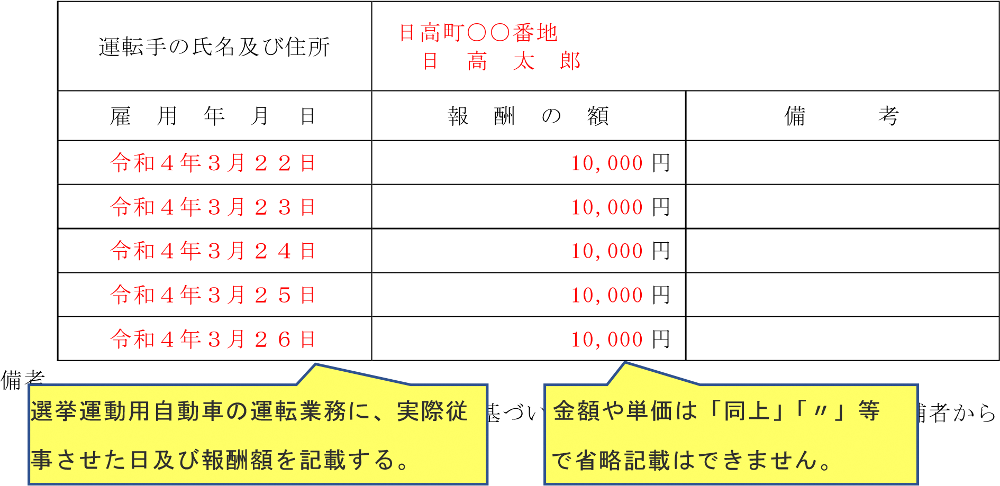 運転手の氏名及び住所
日高町〇〇番地
日　高　太　郎
雇　用　年　月　日　報　酬　の　額　備　　　考
令和４年３月２２日　10,000 円
令和４年３月２３日　10,000 円
令和４年３月２４日　10,000 円
令和４年３月２５日　10,000 円
令和４年３月２６日　10,000 円
備考
選挙運動用自動車の運転業務に、実際従
事させた日及び報酬額を記載する。
基づい
金額や単価は「同上」「〃」等
で省略記載はできません。
者から